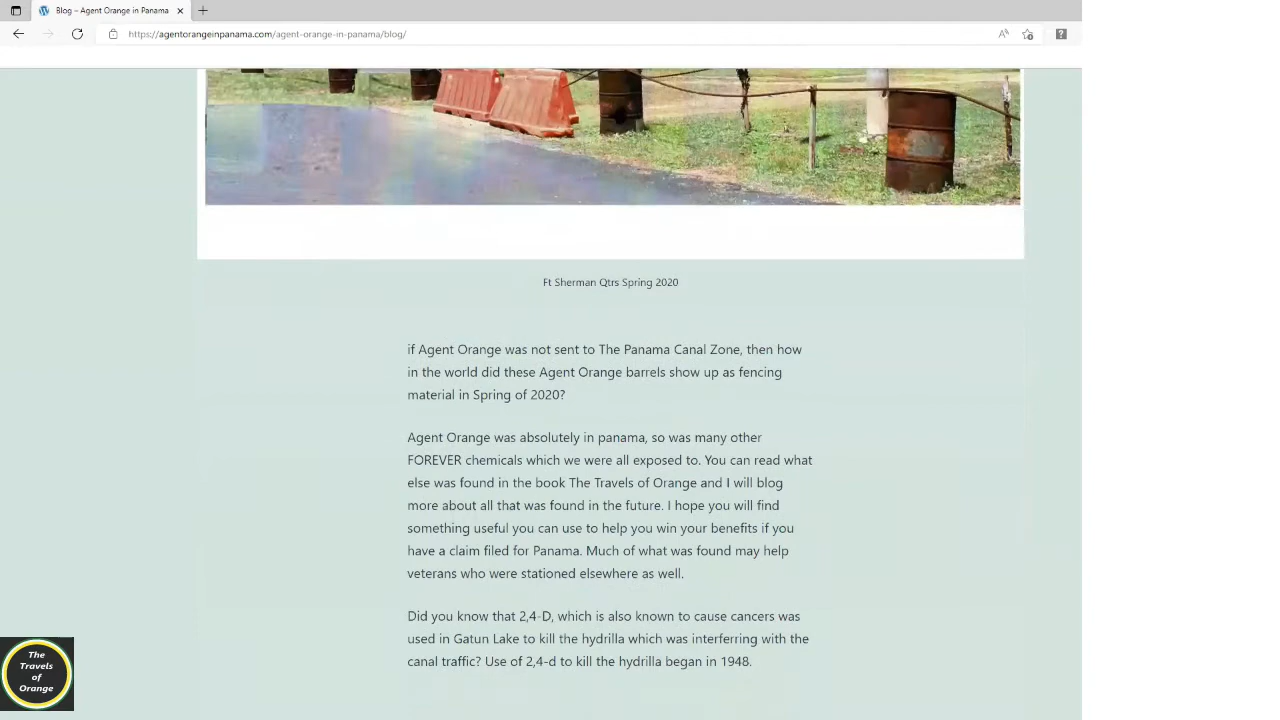 Blog – Agent Orange in Panama
https://agentorangeinpanama.com/agent-orange-in-panama/blog/
Ft Sherman Qtrs Spring 2020
if Agent Orange was not sent to The Panama Canal Zone, then how
in the world did these Agent Orange barrels show up as fencing
material in Spring of 2020?
Agent Orange was absolutely in panama, so was many other
FOREVER chemicals which we were all exposed to. You can read what
else was found in the book The Travels of Orange and I will blog
more about all that was found in the future. I hope you will find
something useful you can use to help you win your benefits if you
have a claim filed for Panama. Much of what was found may help
veterans who were stationed elsewhere as well.
Did you know that 2,4-D, which is also known to cause cancers was
used in Gatun Lake to kill the hydrilla which was interferring with the
canal traffic? Use of 2,4-d to kill the hydrilla began in 1948.
The
Travels
of
Orange